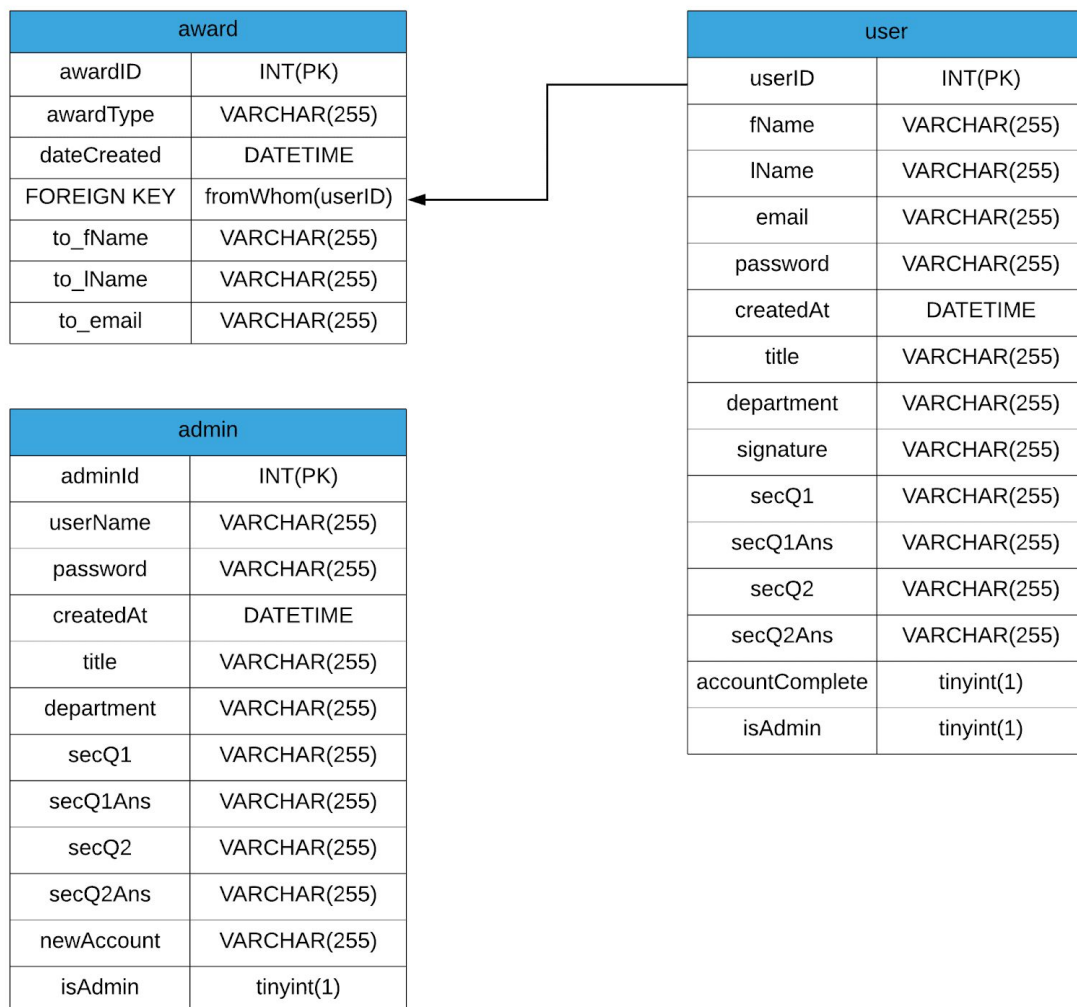 award
awardID INT(PK)
awardType VARCHAR(255)
dateCreated DATETIME
FOREIGN KEY fromWhom(userID)
to_fName VARCHAR(255)
to_lName VARCHAR(255)
to_email VARCHAR(255)
admin
adminId INT(PK)
userName VARCHAR(255)
password VARCHAR(255)
createdAt DATETIME
title VARCHAR(255)
department VARCHAR(255)
secQ1 VARCHAR(255)
secQ1Ans VARCHAR(255)
secQ2 VARCHAR(255)
secQ2Ans VARCHAR(255)
newAccount VARCHAR(255)
isAdmin tinyint(1)
user
userID INT(PK)
fName VARCHAR(255)
lName VARCHAR(255)
email VARCHAR(255)
password VARCHAR(255)
createdAt DATETIME
title VARCHAR(255)
department VARCHAR(255)
signature VARCHAR(255)
secQ1 VARCHAR(255)
secQ1Ans VARCHAR(255)
secQ2 VARCHAR(255)
secQ2Ans VARCHAR(255)
accountComplete tinyint(1)
isAdmin tinyint(1)